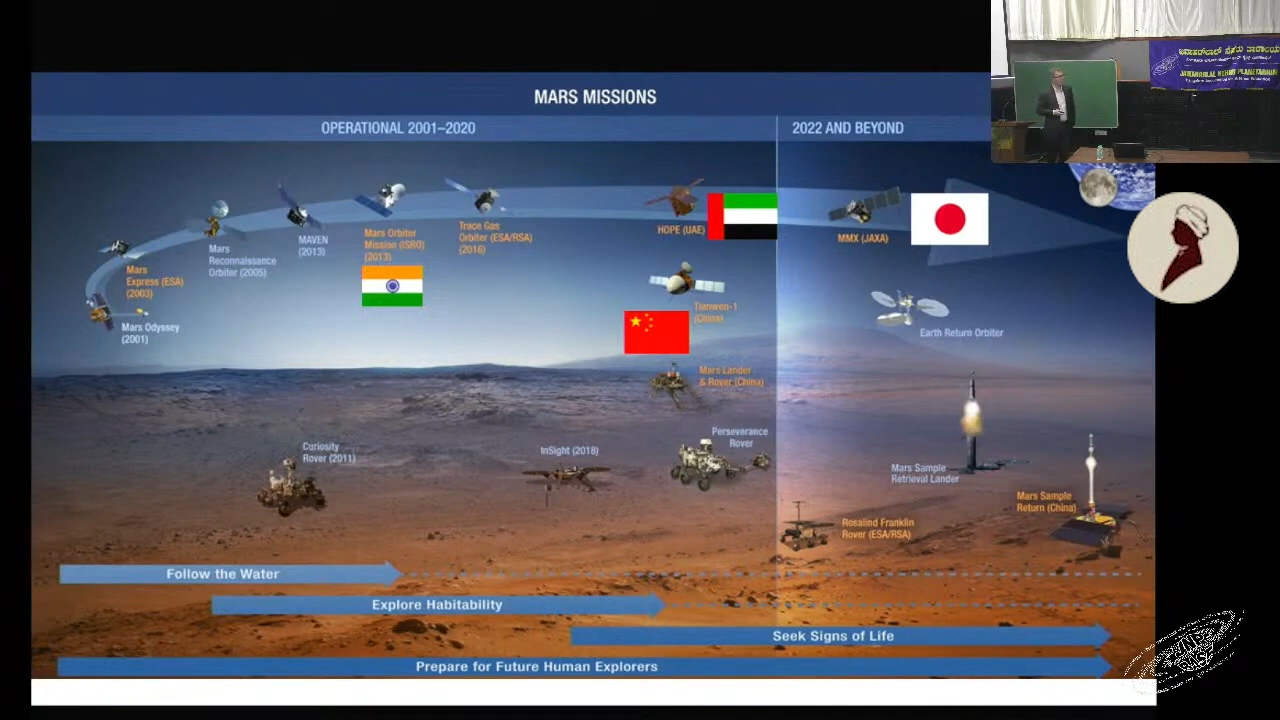 MARS MISSIONS
OPERATIONAL 2001–2020
2022 AND BEYOND
Mars
Express (ESA)
(2003)
Mars Odyssey
(2001)
Mars
Reconnaissance
Orbiter (2005)
MAVEN
(2013)
Mars Orbiter
Mission (ISRO)
(2013)
Trace Gas
Orbiter (ESA/RSA)
(2016)
HOPE (UAE)
MMX (JAXA)
Tianwen-1
(China)
Earth Return Orbiter
Mars Lander
& Rover (China)
Curiosity
Rover (2011)
InSight (2018)
Perseverance
Rover
Mars Sample
Retrieval Lander
Mars Sample
Return (China)
Rosalind Franklin
Rover (ESA/RSA)
Follow the Water
Explore Habitability
Seek Signs of Life
Prepare for Future Human Explorers
JAWAHARLAL NEHRU PLANETARIUM